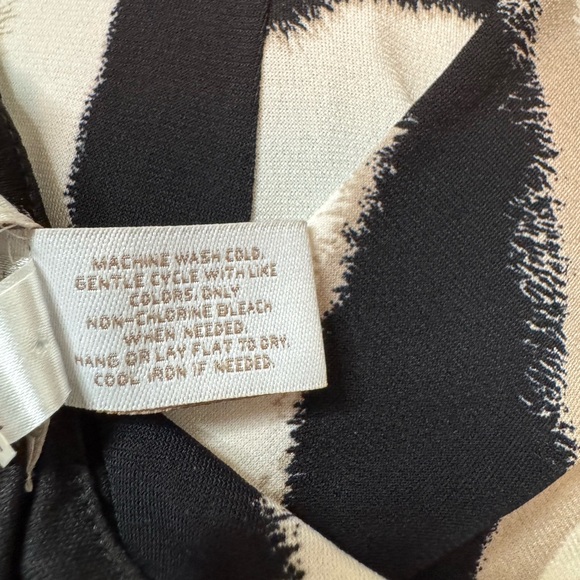 MACHINE WASH COLD,
GENTLE CYCLE WITH LIKE
COLORS; ONLY
NON-CHLORINE BLEACH
WHEN NEEDED.
HANG OR LAY FLAT TO DRY.
COOL IRON IF NEEDED.